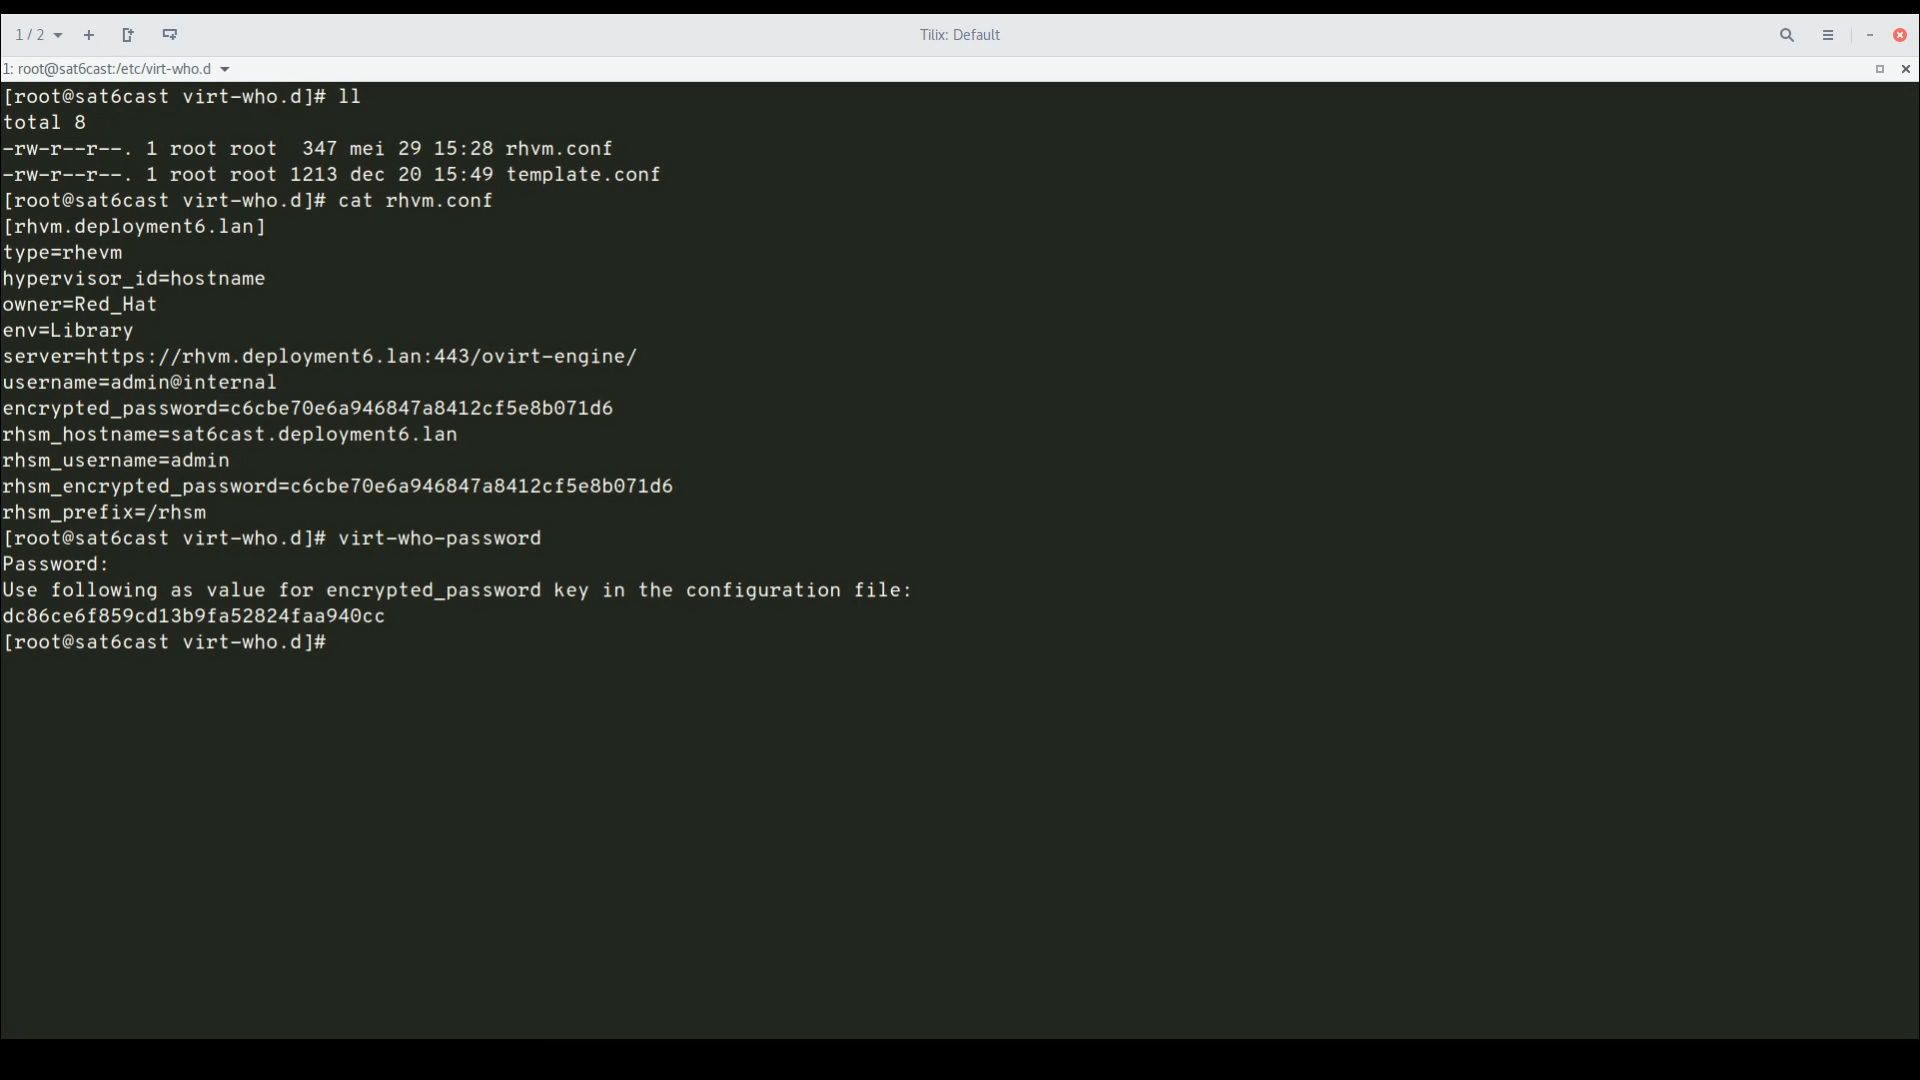 1 / 2
Tilix: Default
1: root@sat6cast:/etc/virt-who.d
[root@sat6cast virt-who.d]# ll
total 8
-rw-r--r--. 1 root root  347 mei 29 15:28 rhvm.conf
-rw-r--r--. 1 root root 1213 dec 20 15:49 template.conf
[root@sat6cast virt-who.d]# cat rhvm.conf
[rhvm.deployment6.lan]
type=rhevm
hypervisor_id=hostname
owner=Red_Hat
env=Library
server=https://rhvm.deployment6.lan:443/ovirt-engine/
username=admin@internal
encrypted_password=c6cbe70e6a946847a8412cf5e8b071d6
rhsm_hostname=sat6cast.deployment6.lan
rhsm_username=admin
rhsm_encrypted_password=c6cbe70e6a946847a8412cf5e8b071d6
rhsm_prefix=/rhsm
[root@sat6cast virt-who.d]# virt-who-password
Password:
Use following as value for encrypted_password key in the configuration file:
dc86ce6f859cd13b9fa52824faa940cc
[root@sat6cast virt-who.d]#